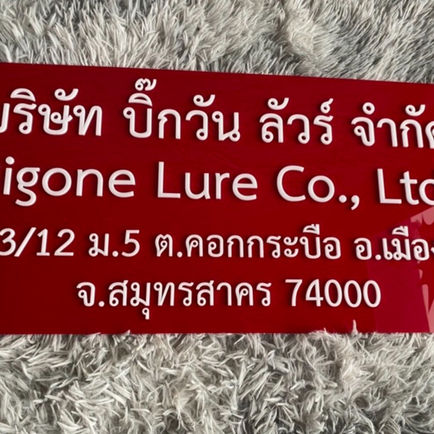 บริษัท บิ๊กวัน ลัวร์ จำกัด
igone Lure Co., Ltd
3/12 ม.5 ต.คอกกระบือ อ.เมือง
จ.สมุทรสาคร 74000